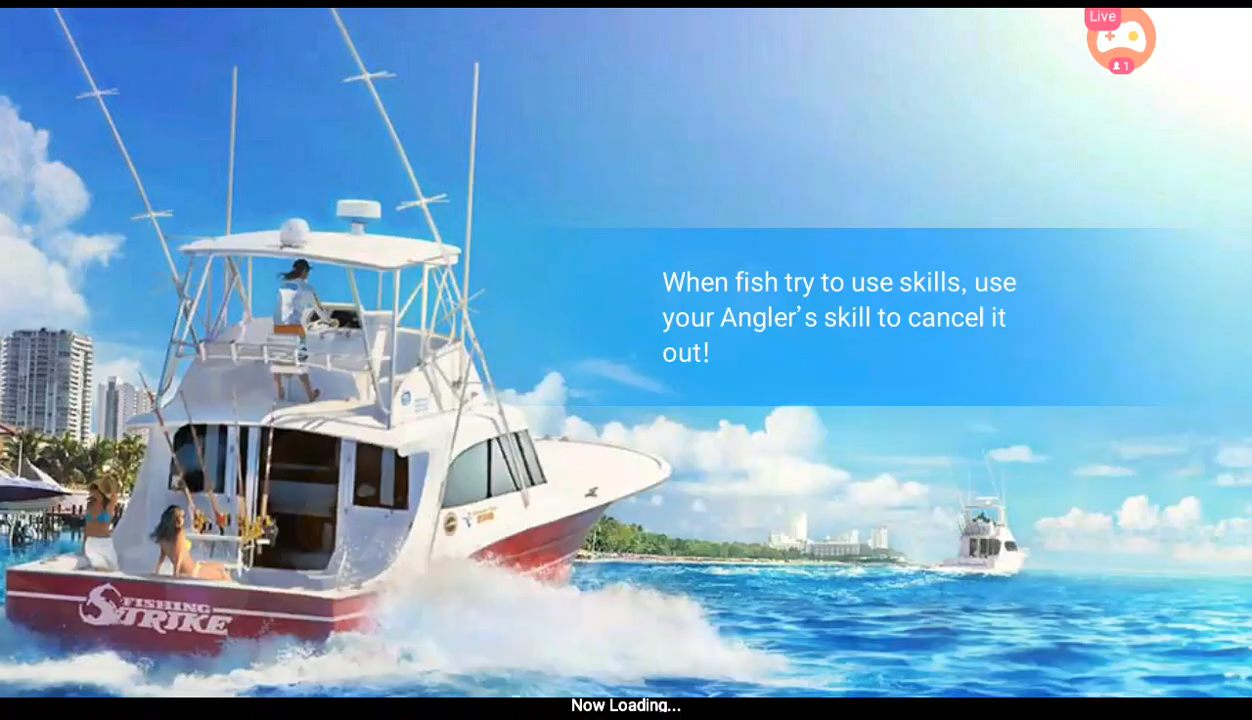 Live
1
When fish try to use skills, use
your Angler’s skill to cancel it
out!
FISHING
STRIKE
Now Loading...